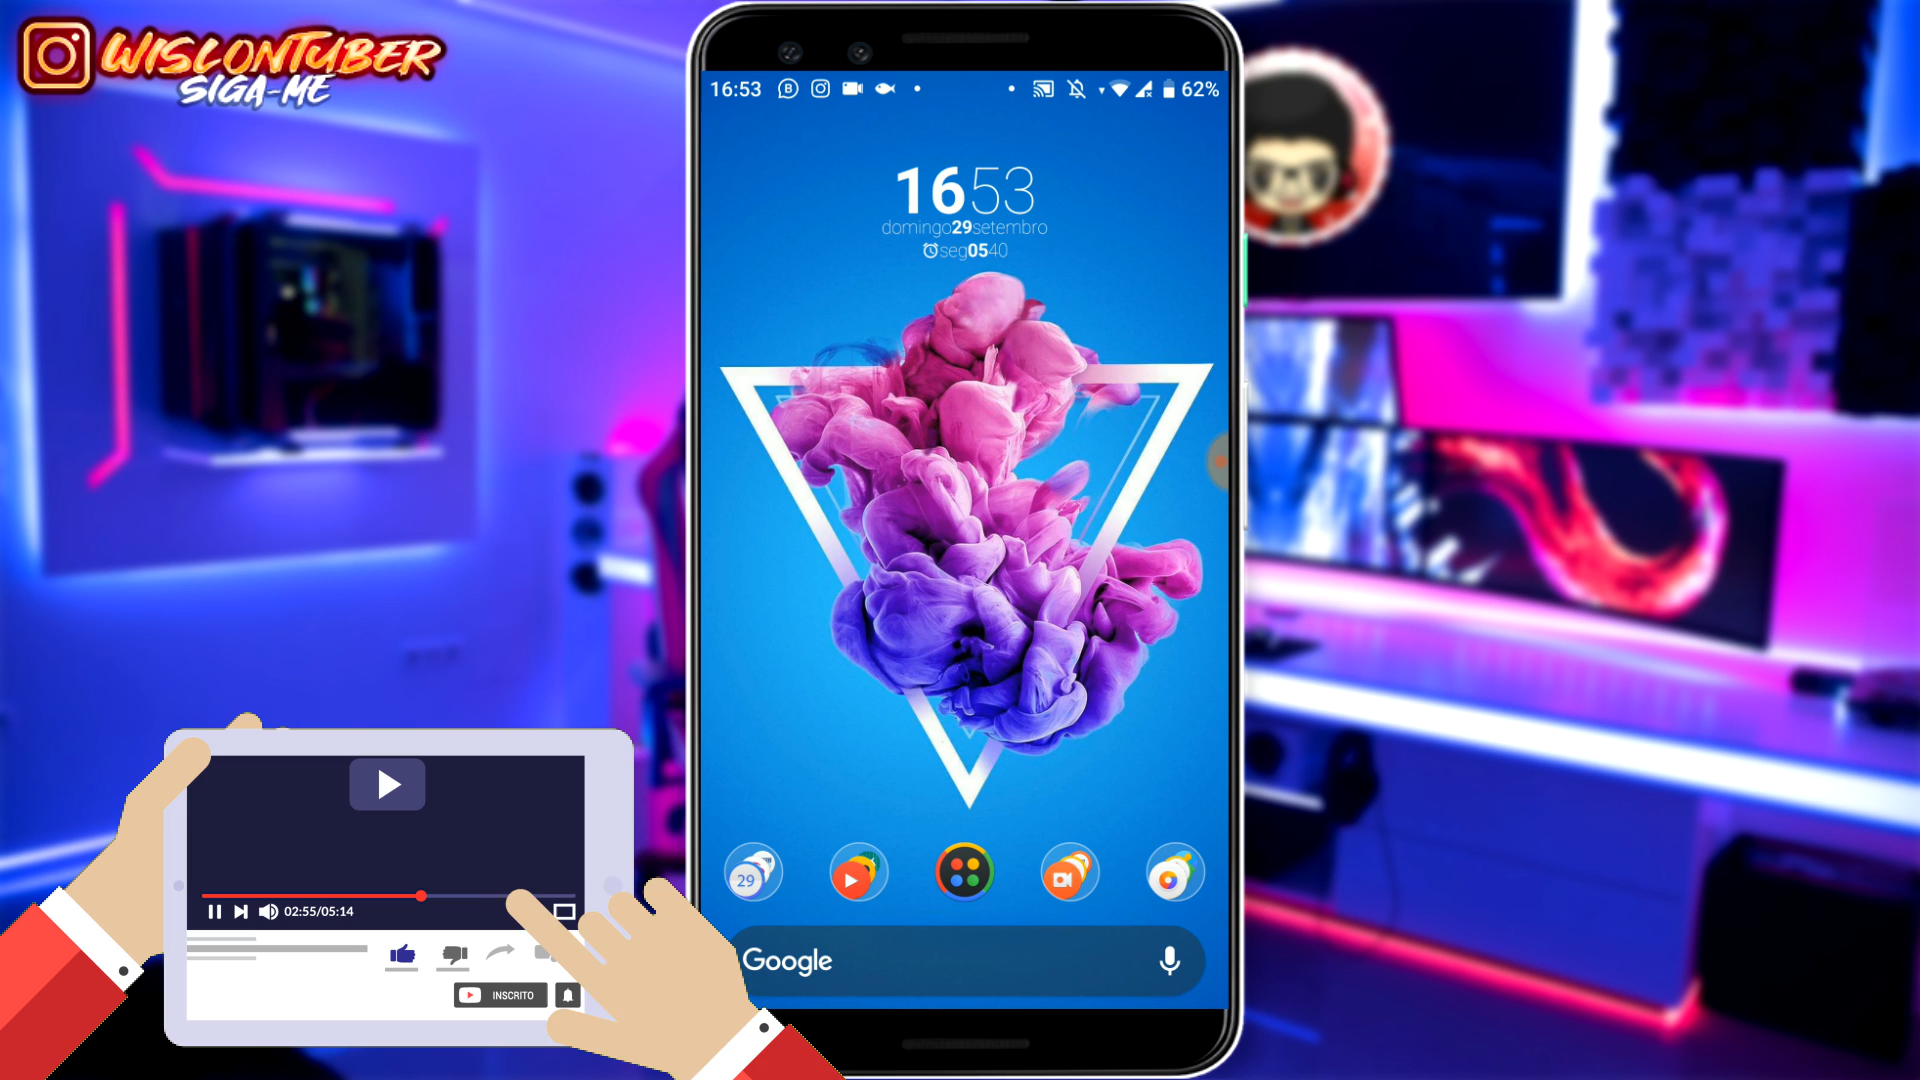 WISLONTUBER
SIGA-ME
16:53
62%
1653
domingo29setembro
seg0540
29
Google
02:55/05:14
INSCRITO